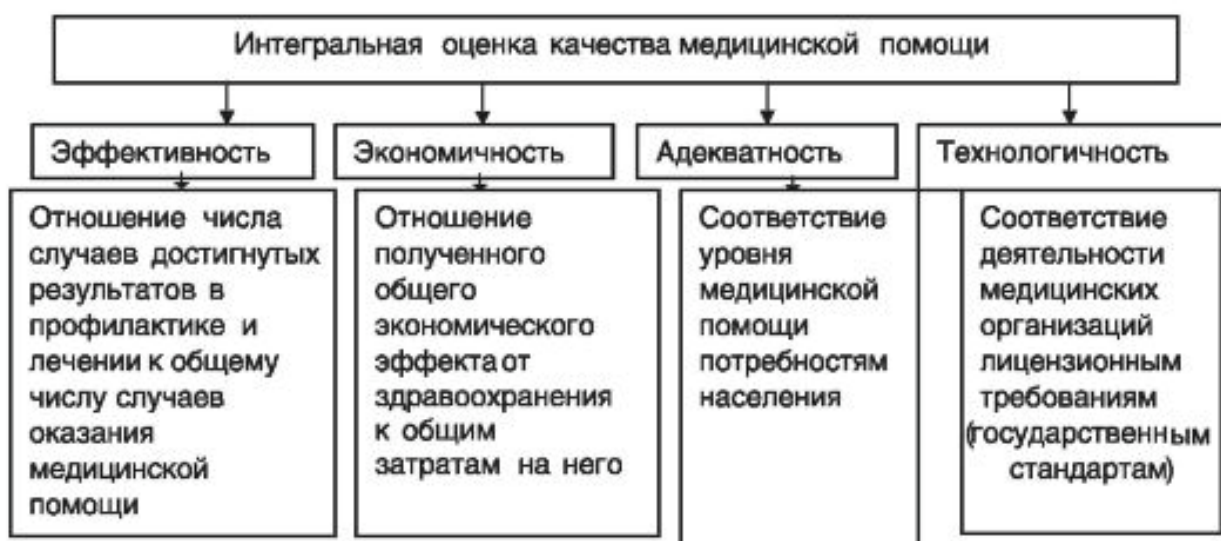 Интегральная оценка качества медицинской помощи
Эффективность
Отношение числа
случаев достигнутых
результатов в
профилактике и
лечении к общему
числу случаев
оказания
медицинской
помощи
Экономичность
Отношение
полученного
общего
экономического
эффекта от
здравоохранения
к общим
затратам на него
Адекватность
Соответствие
уровня
медицинской
помощи
потребностям
населения
Технологичность
Соответствие
деятельности
медицинских
организаций
лицензионным
требованиям
(государственным
стандартам)